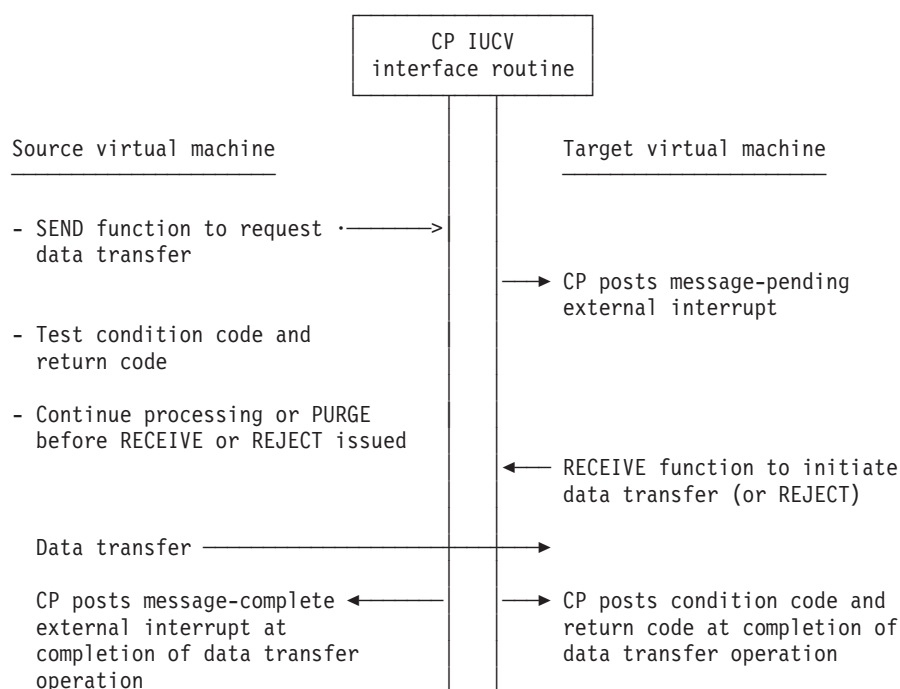 CP IUCV
interface routine
Source virtual machine
Target virtual machine
- SEND function to request
data transfer
CP posts message-pending
external interrupt
- Test condition code and
return code
- Continue processing or PURGE
before RECEIVE or REJECT issued
RECEIVE function to initiate
data transfer (or REJECT)
Data transfer
CP posts message-complete
external interrupt at
completion of data transfer
operation
CP posts condition code and
return code at completion of
data transfer operation